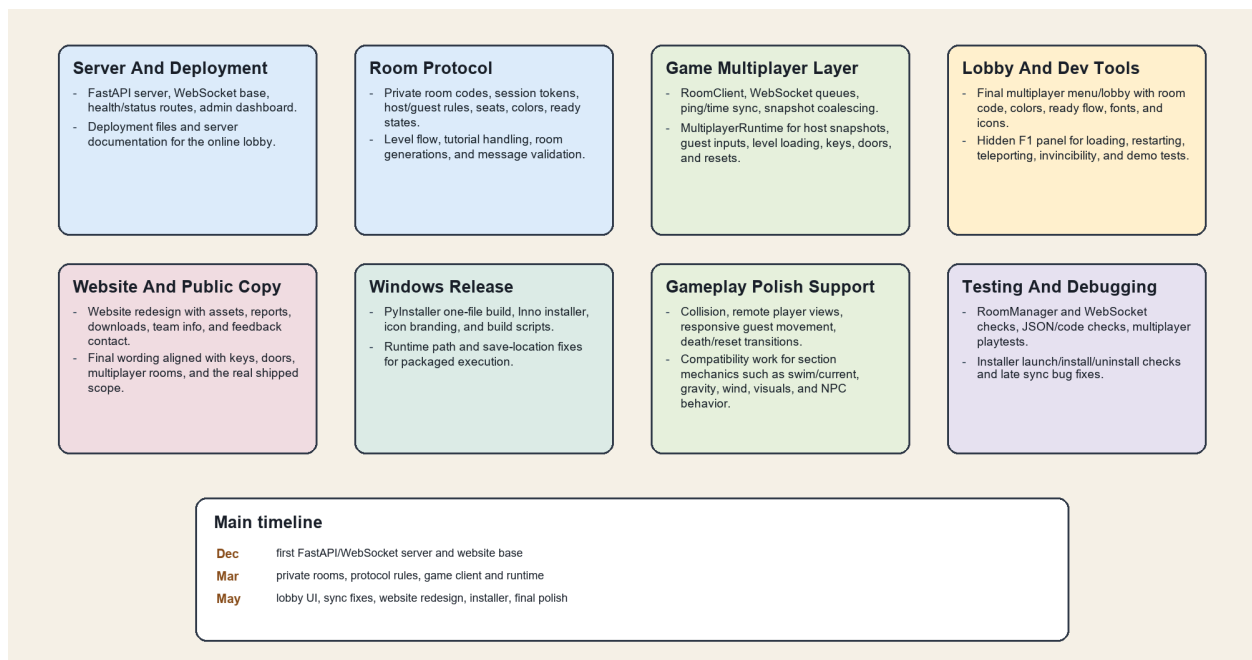 Server And Deployment
- FastAPI server, WebSocket base,
health/status routes, admin dashboard.
- Deployment files and server
documentation for the online lobby.
Room Protocol
- Private room codes, session tokens,
host/guest rules, seats, colors, ready
states.
- Level flow, tutorial handling, room
generations, and message validation.
Game Multiplayer Layer
- RoomClient, WebSocket queues,
ping/time sync, snapshot coalescing.
- MultiplayerRuntime for host snapshots,
guest inputs, level loading, keys, doors,
and resets.
Lobby And Dev Tools
- Final multiplayer menu/lobby with room
code, colors, ready flow, fonts, and
icons.
- Hidden F1 panel for loading, restarting,
teleporting, invincibility, and demo tests.
Website And Public Copy
- Website redesign with assets, reports,
downloads, team info, and feedback
contact.
- Final wording aligned with keys, doors,
multiplayer rooms, and the real shipped
scope.
Windows Release
- PyInstaller one-file build, Inno installer,
icon branding, and build scripts.
- Runtime path and save-location fixes
for packaged execution.
Gameplay Polish Support
- Collision, remote player views,
responsive guest movement,
death/reset transitions.
- Compatibility work for section
mechanics such as swim/current,
gravity, wind, visuals, and NPC
behavior.
Testing And Debugging
- RoomManager and WebSocket
checks, JSON/code checks, multiplayer
playtests.
- Installer launch/install/uninstall checks
and late sync bug fixes.
Main timeline
Dec first FastAPI/WebSocket server and website base
Mar private rooms, protocol rules, game client and runtime
May lobby UI, sync fixes, website redesign, installer, final polish